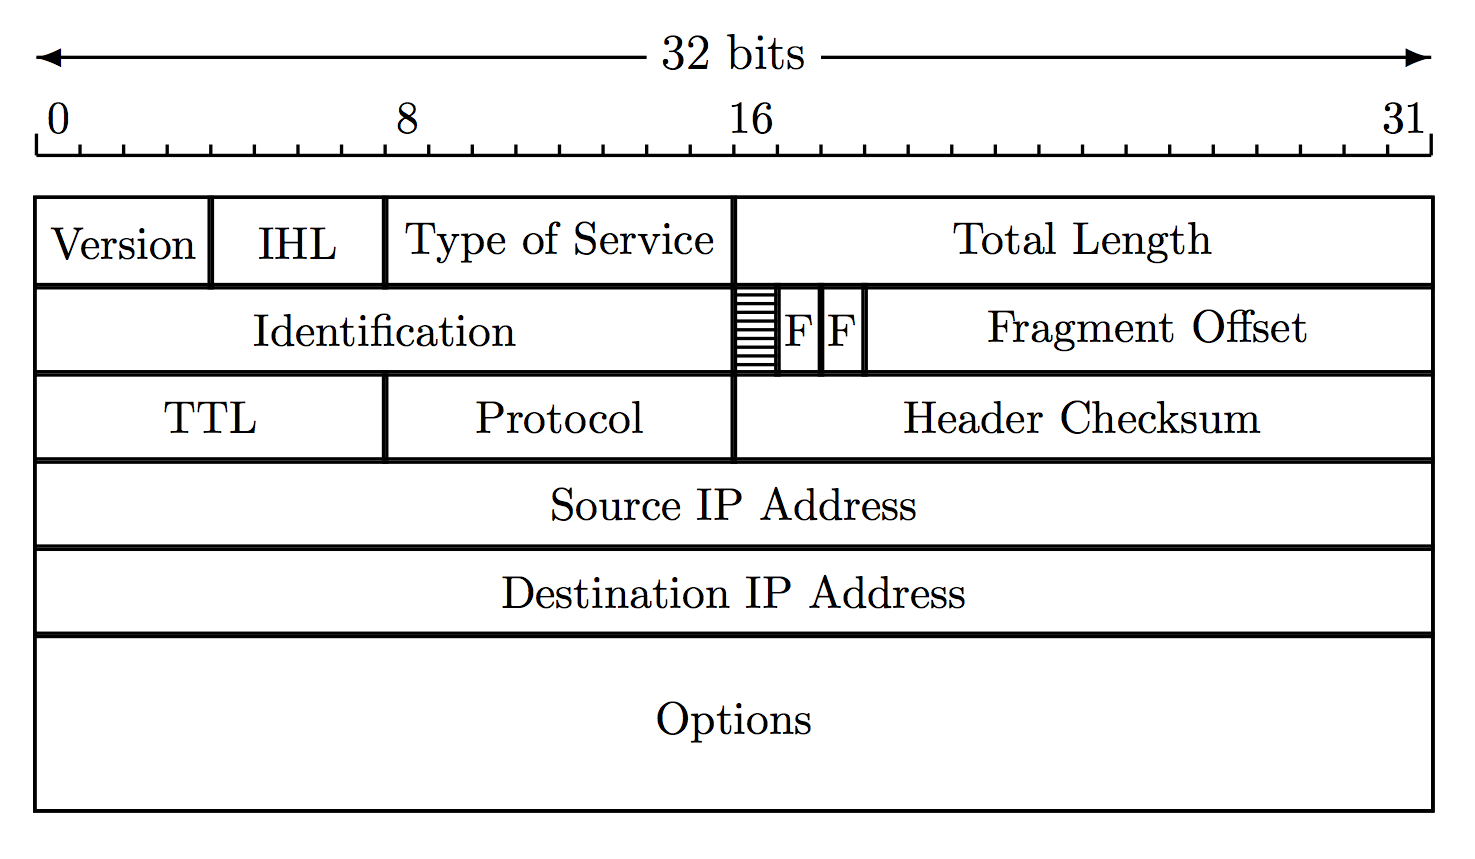 32 bits
0 8 16 31
Version IHL Type of Service Total Length
Identification F F Fragment Offset
TTL Protocol Header Checksum
Source IP Address
Destination IP Address
Options